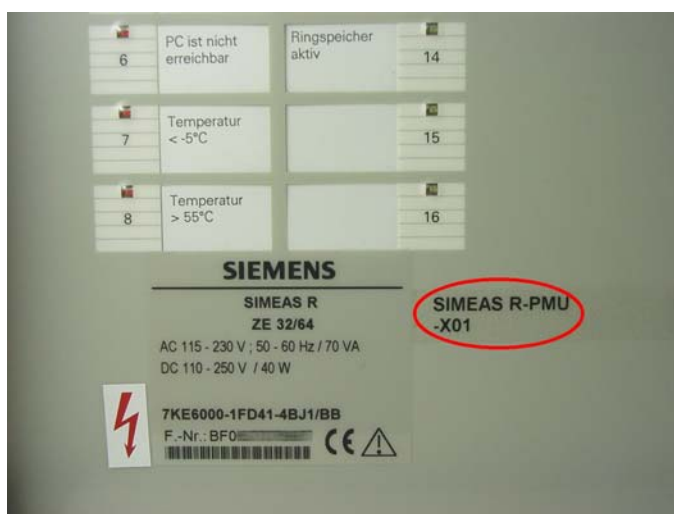 6
PC ist nicht
erreichbar
Ringspeicher
aktiv
14
7
Temperatur
< -5°C
15
8
Temperatur
> 55°C
16
SIEMENS
SIMEAS R
ZE 32/64
AC 115 - 230 V ; 50 - 60 Hz / 70 VA
DC 110 - 250 V / 40 W
7KE6000-1FD41-4BJ1/BB
F.-Nr.: BF0
CE
SIMEAS R-PMU
-X01